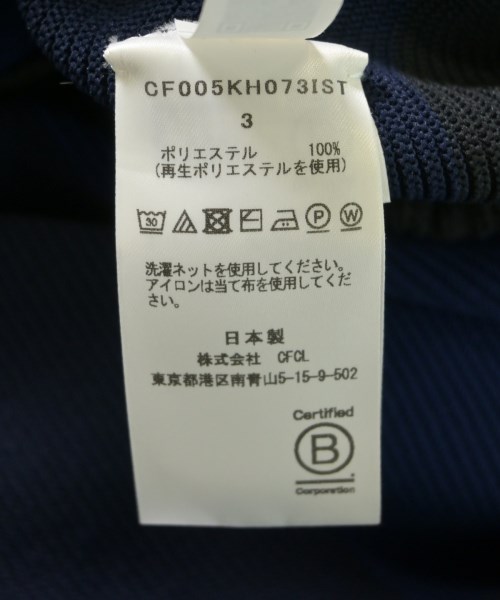 CF005KH073IST
3
ポリエステル 100%
(再生ポリエステルを使用)
30 P W
洗濯ネットを使用してください。
アイロンは当て布を使用してくだ
さい。
日本製
株式会社 CFCL
東京都港区南青山5-15-9-502
Certified
B
Corporation